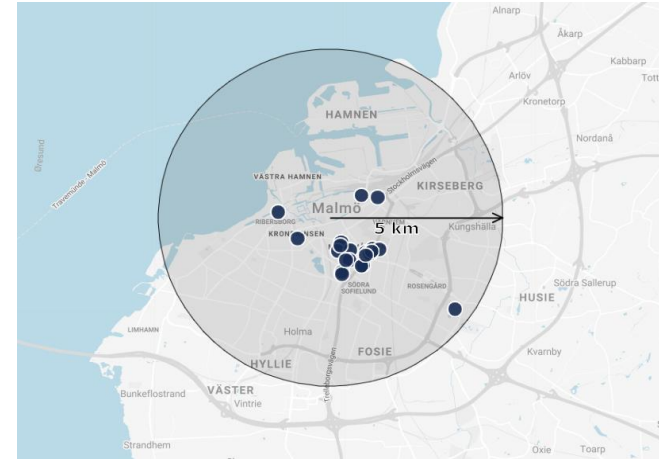 Alnarp
Åkarp
Kabbarp
Arlöv
Tott
Kronetorp
HAMNEN
Nordanå
Öresund
Travemünde Malmö
Stockholmsvägen
VÄSTRA HAMNEN
KIRSEBERG
Malmö
RIBERSBORG
Kungshälla
5 km
SÖDRA
SOFIELUND
ROSENGÅRD
Södra Sallerup
HUSIE
LIMHAMN
Holma
FOSIE
Kvarnby
HYLLIE
Trelleborgsvägen
Bunkeflostrand
VÄSTER
Vintrie
Strandhem
Oxie
Toarp